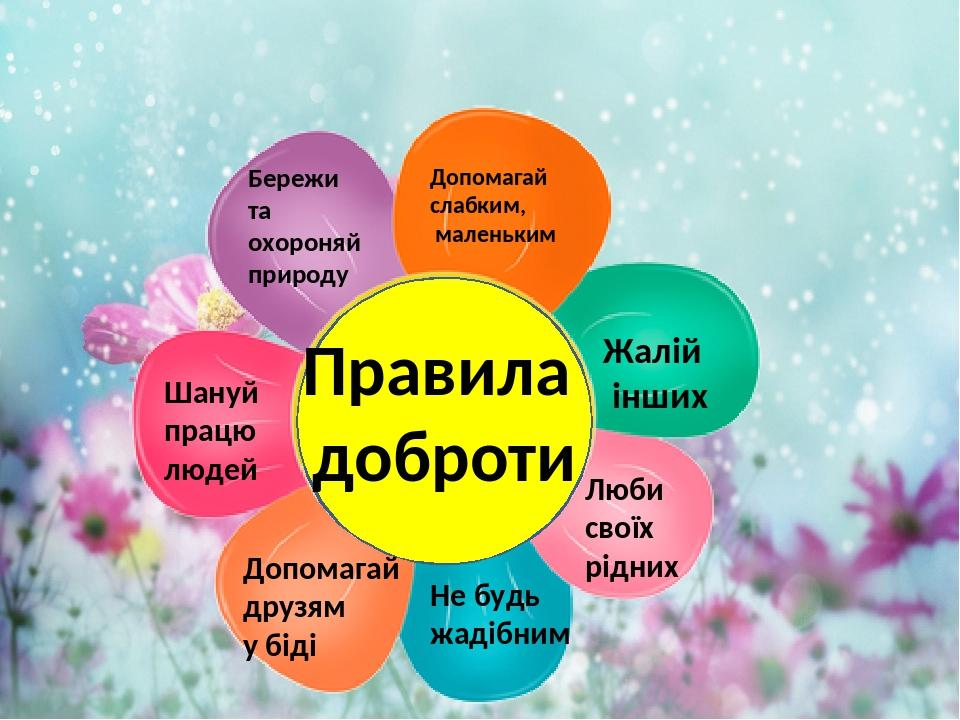 Правила
доброти
Бережи
та
охороняй
природу
Допомагай
слабким,
маленьким
Жалій
інших
Люби
своїх
рідних
Не будь
жадібним
Допомагай
друзям
у біді
Шануй
працю
людей